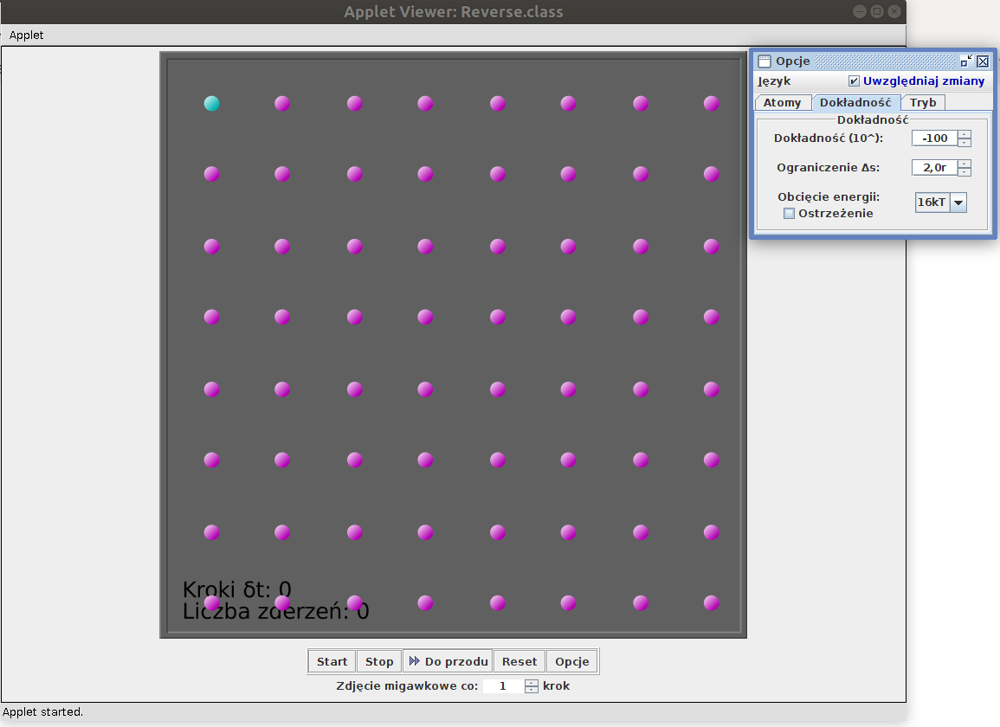 Applet Viewer: Reverse.class
Applet
Opcje
Język
Uwzględniaj zmiany
Atomy Dokładność Tryb
Dokładność
Dokładność (10^): -100
Ograniczenie Δs: 2,0r
Obcięcie energii: 16kT
Ostrzeżenie
Kroki δt: 0
Liczba zderzeń: 0
Start Stop Do przodu Reset Opcje
Zdjęcie migawkowe co: 1 krok
Applet started.